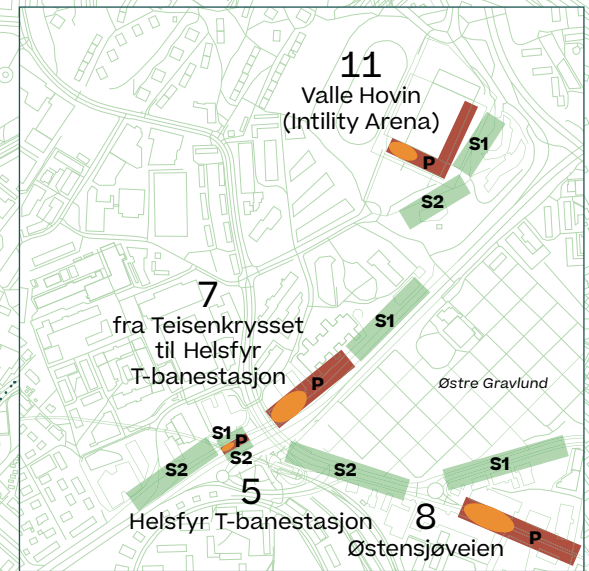 11
Valle Hovin
(Intility Arena)
S1
P
S2
7
fra Teisenkrysset
til Helsfyr
T-banestasjon
S1
P
Østre Gravlund
S1
P
S2
S2
5
Helsfyr T-banestasjon
S2
S1
8
Østensjøveien
P